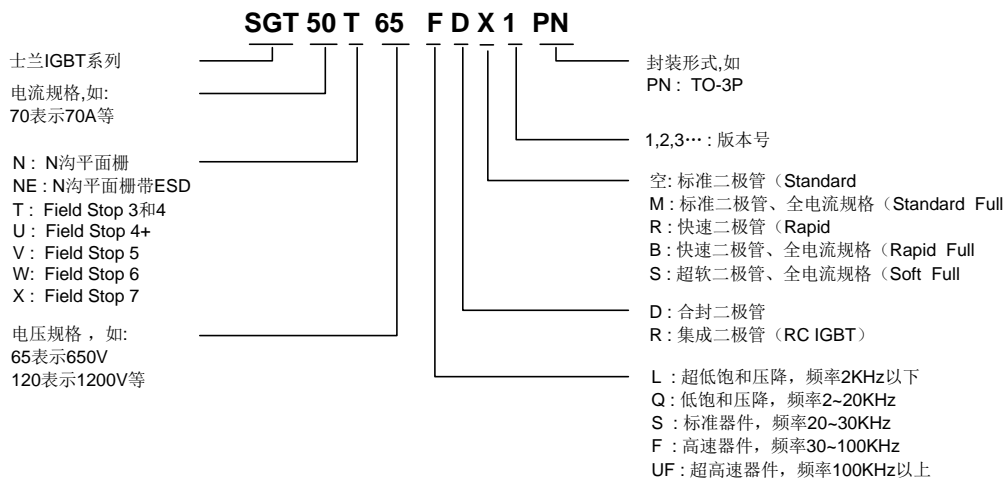 SGT 50 T 65 F D X 1 PN
士兰IGBT系列
电流规格,如:
70表示70A等
N : N沟平面栅
NE : N沟平面栅带ESD
T : Field Stop 3和4
U : Field Stop 4+
V : Field Stop 5
W: Field Stop 6
X : Field Stop 7
电压规格 ，如:
65表示650V
120表示1200V等
封装形式,如
PN : TO-3P
1,2,3… : 版本号
空: 标准二极管（Standard
M : 标准二极管、全电流规格（Standard Full
R : 快速二极管（Rapid
B : 快速二极管、全电流规格（Rapid Full
S : 超软二极管、全电流规格（Soft Full
D : 合封二极管
R : 集成二极管（RC IGBT）
L : 超低饱和压降，频率2KHz以下
Q : 低饱和压降，频率2~20KHz
S : 标准器件，频率20~30KHz
F : 高速器件，频率30~100KHz
UF : 超高速器件，频率100KHz以上